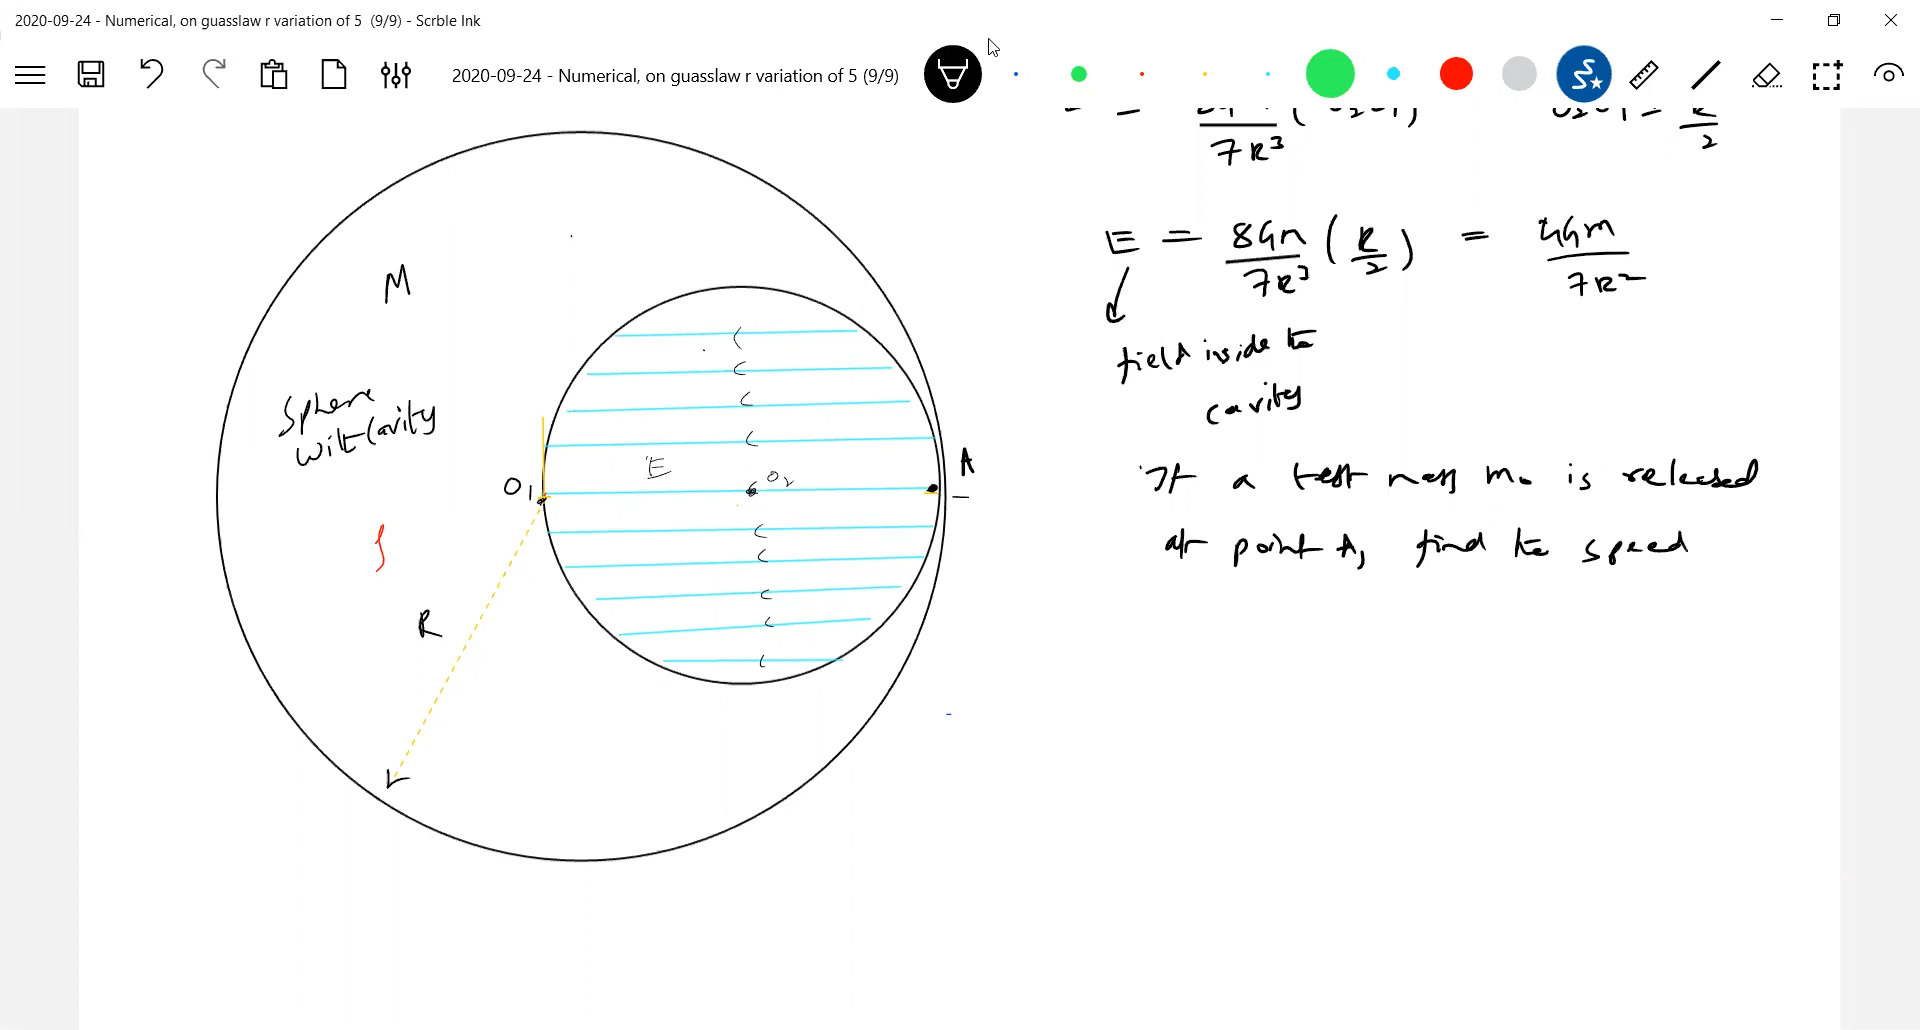 2020-09-24 - Numerical, on guasslaw r variation of 5 (9/9) - Scrble Ink
2020-09-24 - Numerical, on guasslaw r variation of 5 (9/9)
7R³
2
E = 8Gm/7R³ (R/2) = 4Gm/7R²
field inside the
cavity
M
Sphere
with cavity
E
O₁
O₂
A
R
If a test mass m₀ is released
at point A, find the speed